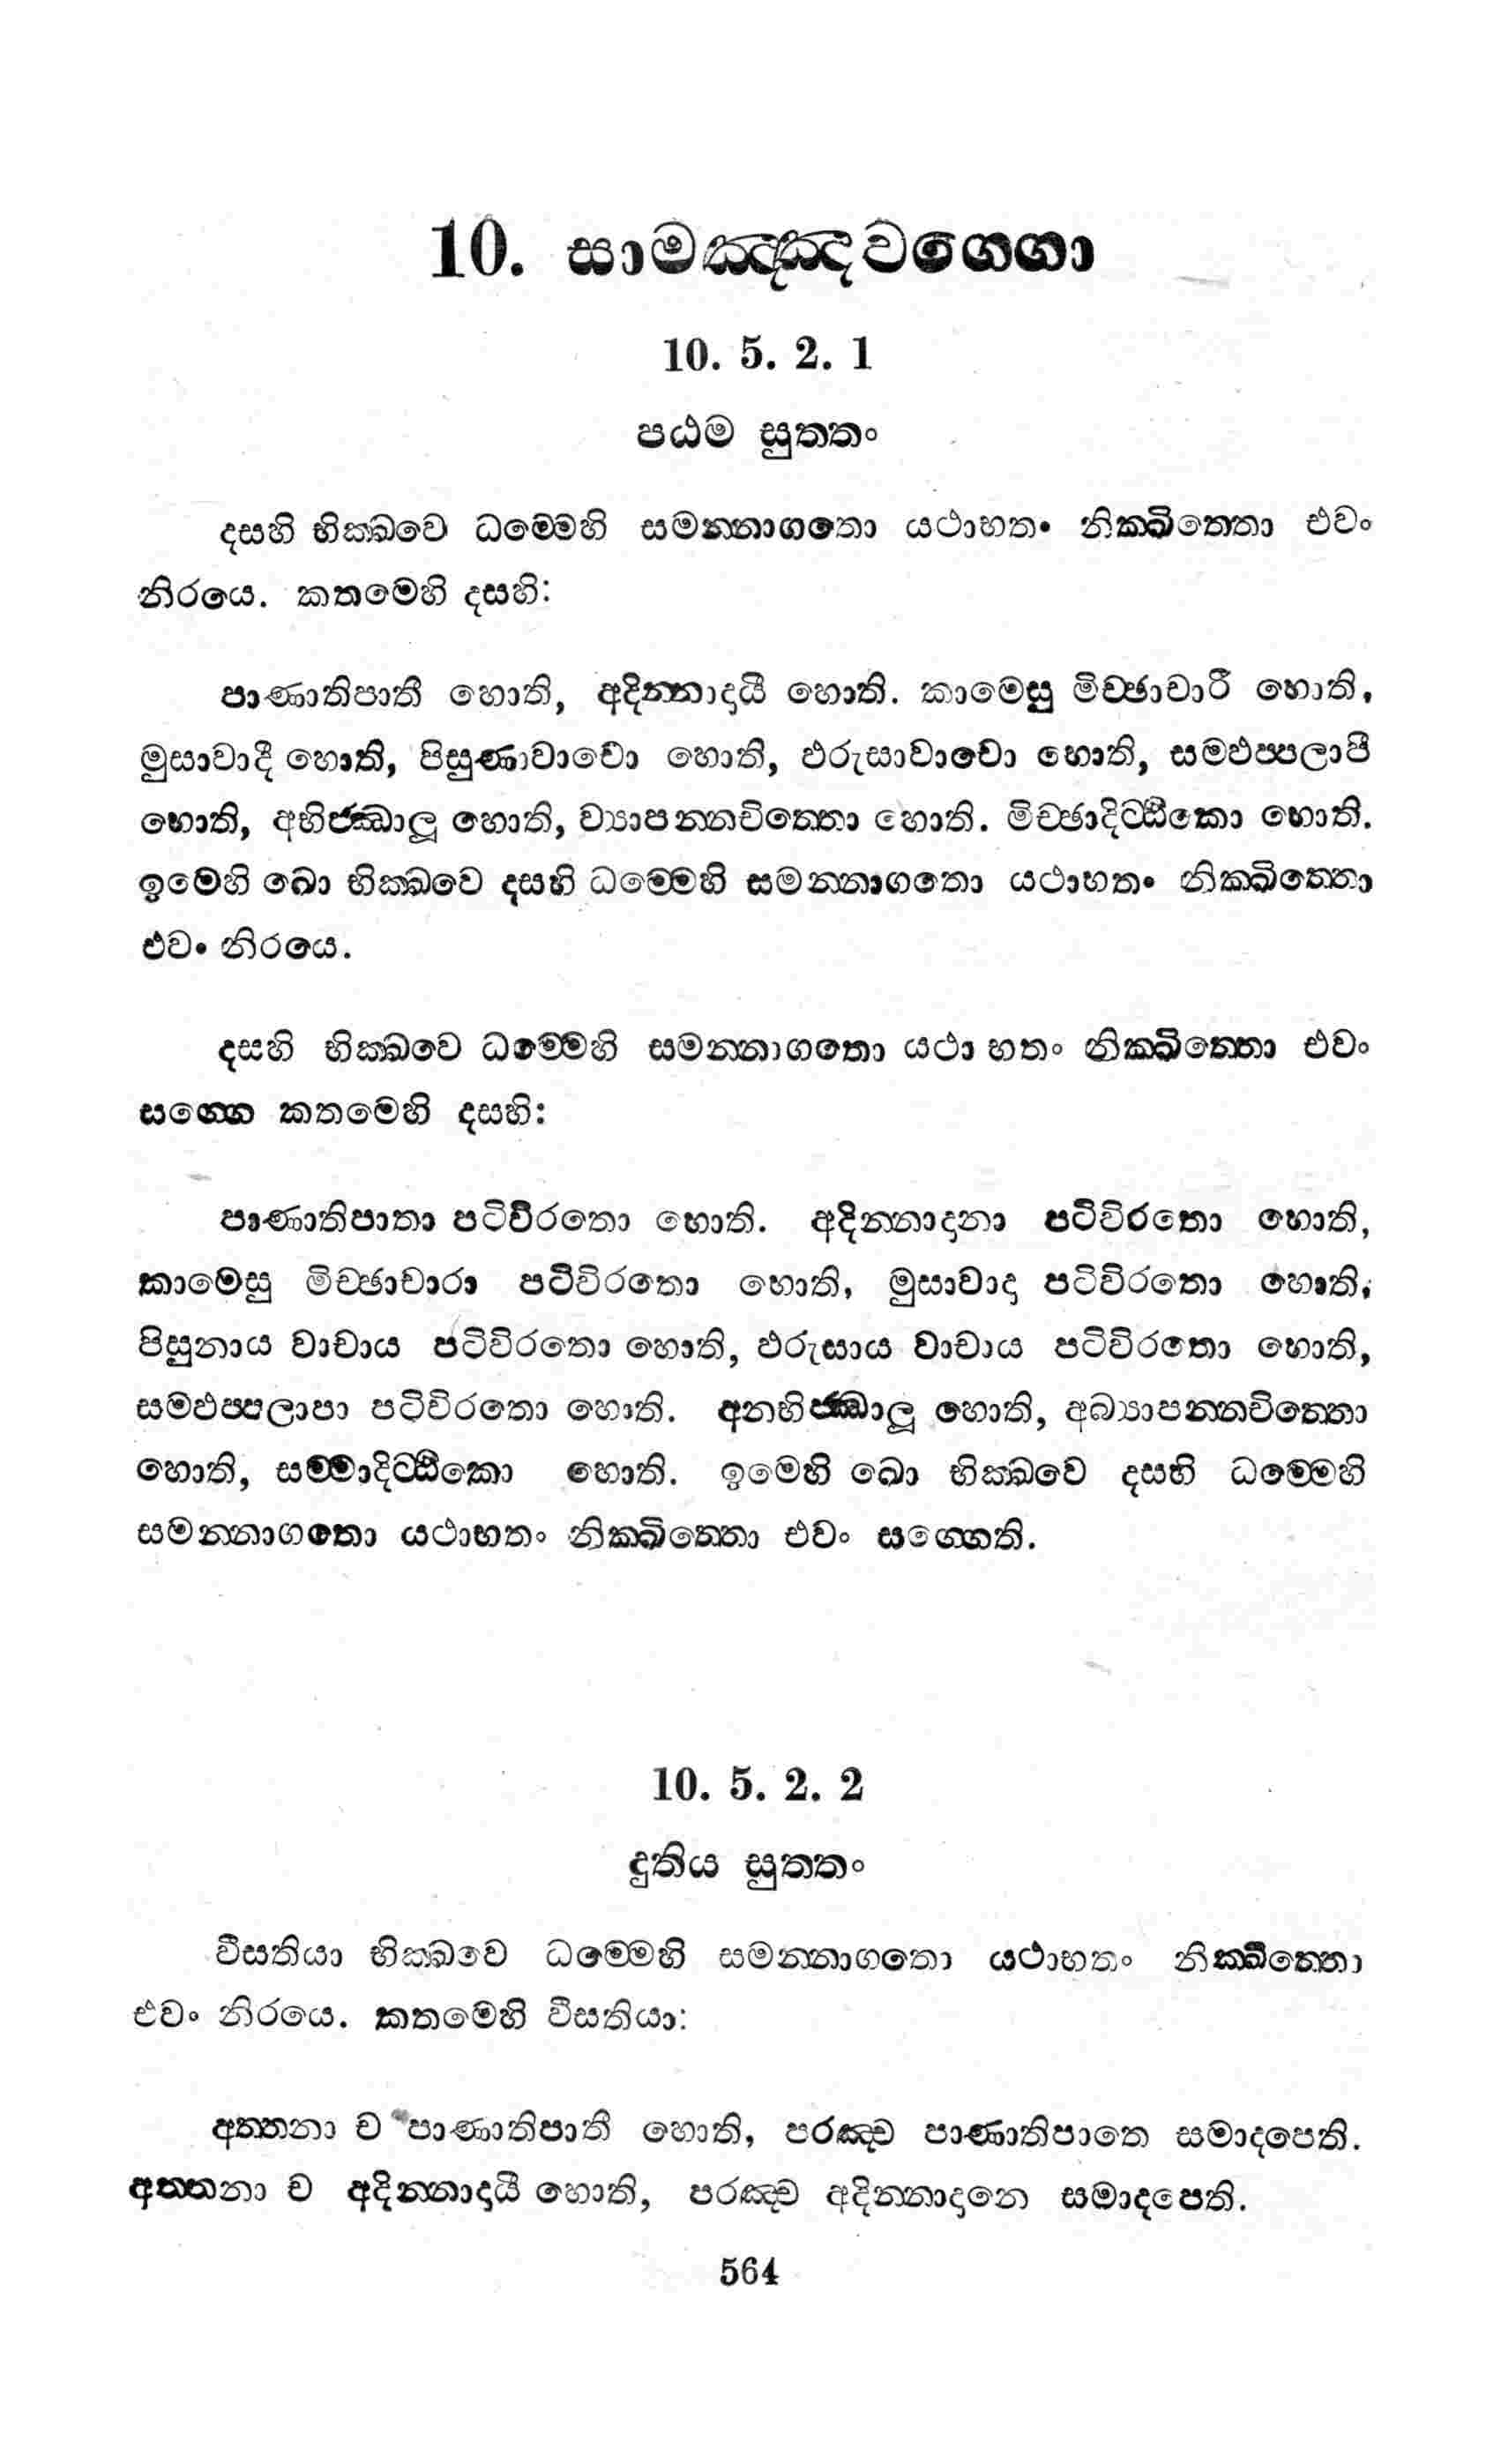 10. සාමඤ්ඤවග්ගො
10. 5. 2. 1
පඨම සුත්තං
දසහි භික්ඛවෙ ධම්මෙහි සමන්නාගතො යථාභතං නික්ඛිත්තො එවං
නිරයෙ. කතමෙහි දසහි:
පාණාතිපාතී හොති, අදින්නාදායී හොති. කාමෙසු මිච්ඡාචාරී හොති,
මුසාවාදී හොති, පිසුණාවාචො හොති, ඵරුසාවාචො හොති, සම්ඵප්පලාපී
හොති, අභිජ්ඣාලූ හොති, ව්‍යාපන්නචිත්තො හොති. මිච්ඡාදිට්ඨිකො හොති.
ඉමෙහි ඛො භික්ඛවෙ දසහි ධම්මෙහි සමන්නාගතො යථාභතං නික්ඛිත්තො
එවං නිරයෙ.
දසහි භික්ඛවෙ ධම්මෙහි සමන්නාගතො යථා භතං නික්ඛිත්තො එවං
සග්ගෙ කතමෙහි දසහි:
පාණාතිපාතා පටිවිරතො හොති. අදින්නාදානා පටිවිරතො හොති,
කාමෙසු මිච්ඡාචාරා පටිවිරතො හොති, මුසාවාදා පටිවිරතො හොති,
පිසුනාය වාචාය පටිවිරතො හොති, ඵරුසාය වාචාය පටිවිරතො හොති,
සම්ඵප්පලාපා පටිවිරතො හොති. අනභිජ්ඣාලූ හොති, අබ්‍යාපන්නචිත්තො
හොති, සම්මාදිට්ඨිකො හොති. ඉමෙහි ඛො භික්ඛවෙ දසහි ධම්මෙහි
සමන්නාගතො යථාභතං නික්ඛිත්තො එවං සග්ගෙති.
10. 5. 2. 2
දුතිය සුත්තං
වීසතියා භික්ඛවෙ ධම්මෙහි සමන්නාගතො යථාභතං නික්ඛිත්තො
එවං නිරයෙ. කතමෙහි වීසතියා:
අත්තනා ච පාණාතිපාතී හොති, පරඤ්ච පාණාතිපාතෙ සමාදපෙති.
අත්තනා ච අදින්නාදායී හොති, පරඤ්ච අදින්නාදානෙ සමාදපෙති.
564